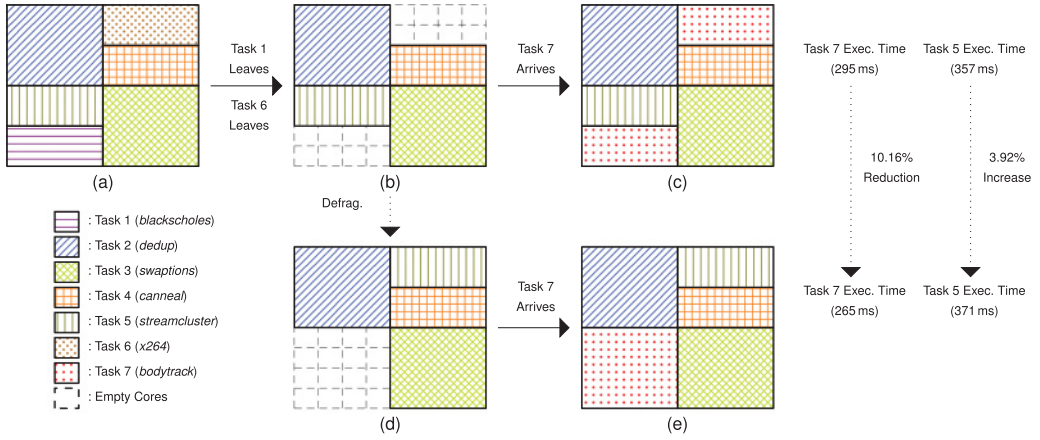 Task 1
Leaves
Task 6
Leaves
Task 7
Arrives
Task 7 Exec. Time
(295 ms)
Task 5 Exec. Time
(357 ms)
10.16%
Reduction
3.92%
Increase
(a)
(b)
(c)
Defrag.
: Task 1 (blackscholes)
: Task 2 (dedup)
: Task 3 (swaptions)
: Task 4 (canneal)
: Task 5 (streamcluster)
: Task 6 (x264)
: Task 7 (bodytrack)
: Empty Cores
Task 7
Arrives
Task 7 Exec. Time
(265 ms)
Task 5 Exec. Time
(371 ms)
(d)
(e)